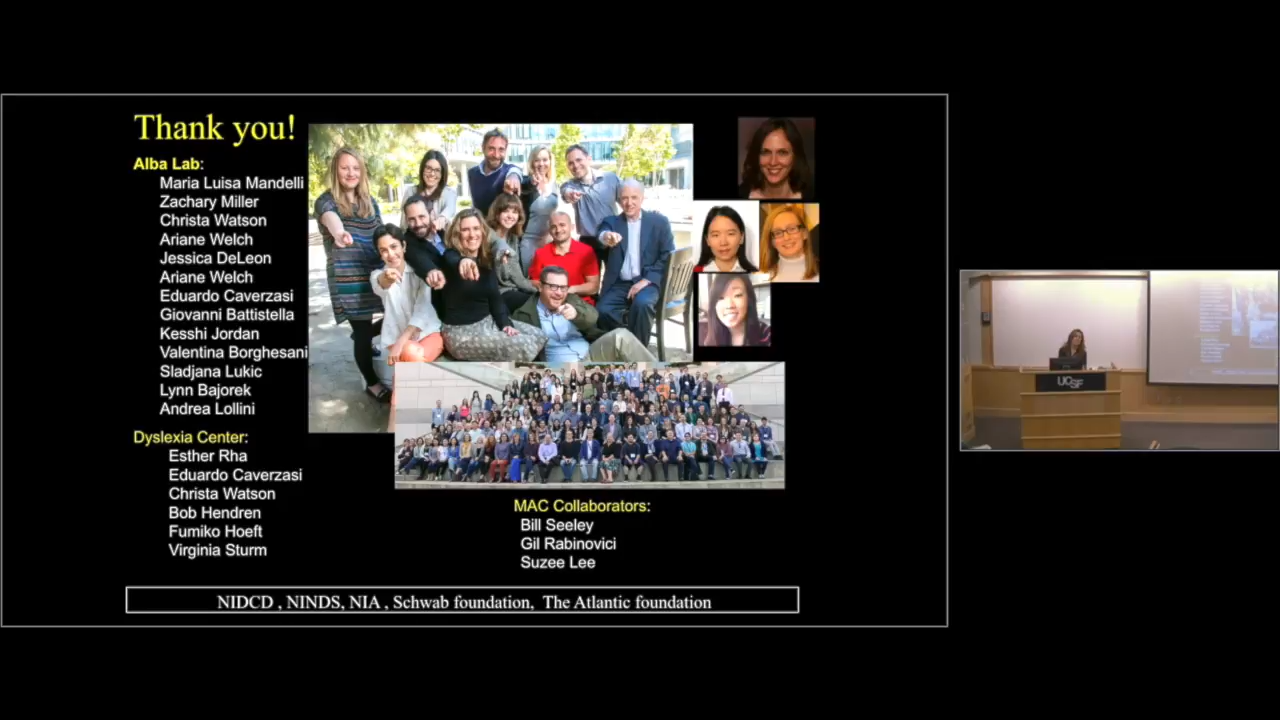 Thank you!
Alba Lab:
Maria Luisa Mandelli
Zachary Miller
Christa Watson
Ariane Welch
Jessica DeLeon
Ariane Welch
Eduardo Caverzasi
Giovanni Battistella
Kesshi Jordan
Valentina Borghesani
Sladjana Lukic
Lynn Bajorek
Andrea Lollini
Dyslexia Center:
Esther Rha
Eduardo Caverzasi
Christa Watson
Bob Hendren
Fumiko Hoeft
Virginia Sturm
MAC Collaborators:
Bill Seeley
Gil Rabinovici
Suzee Lee
NIDCD , NINDS, NIA , Schwab foundation, The Atlantic foundation
UCSF